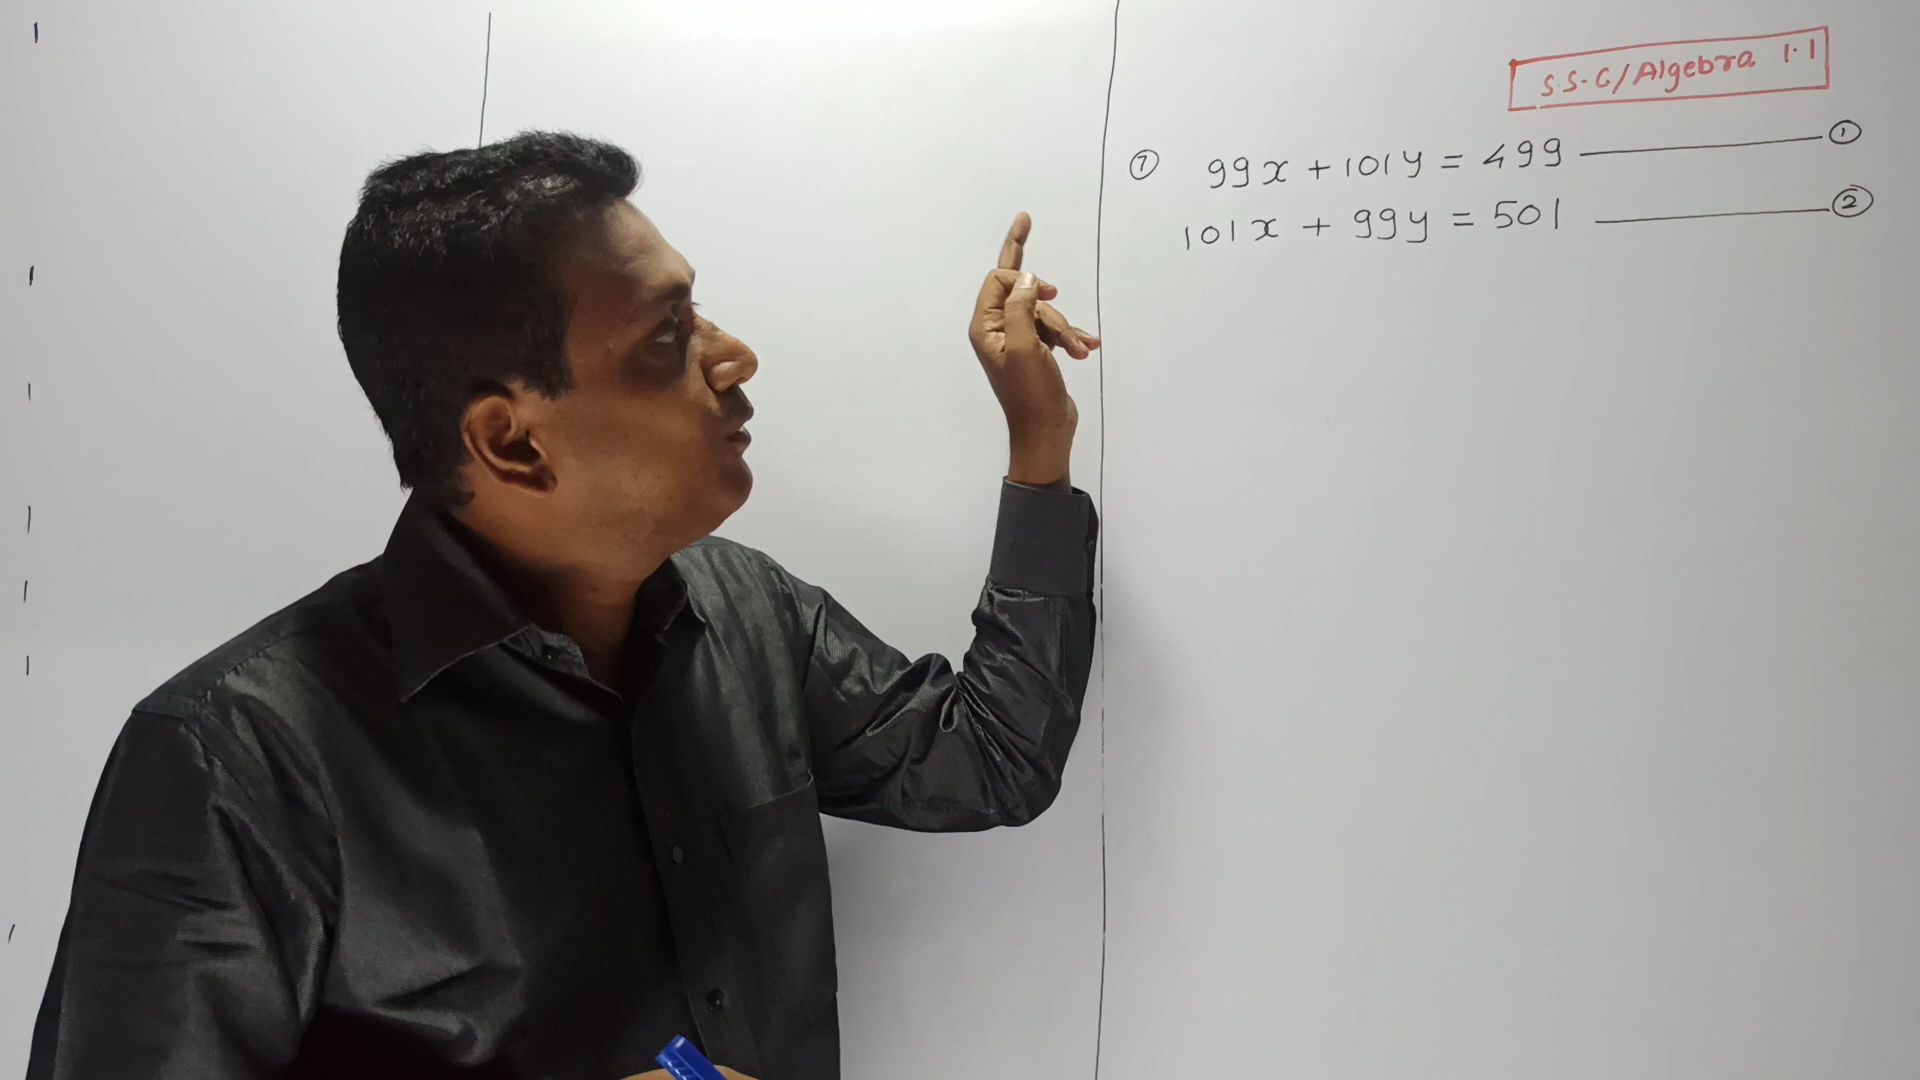 S.S.C/Algebra 1.1
⑦ 99x + 101y = 499 ——— ①
101x + 99y = 501 ——— ②